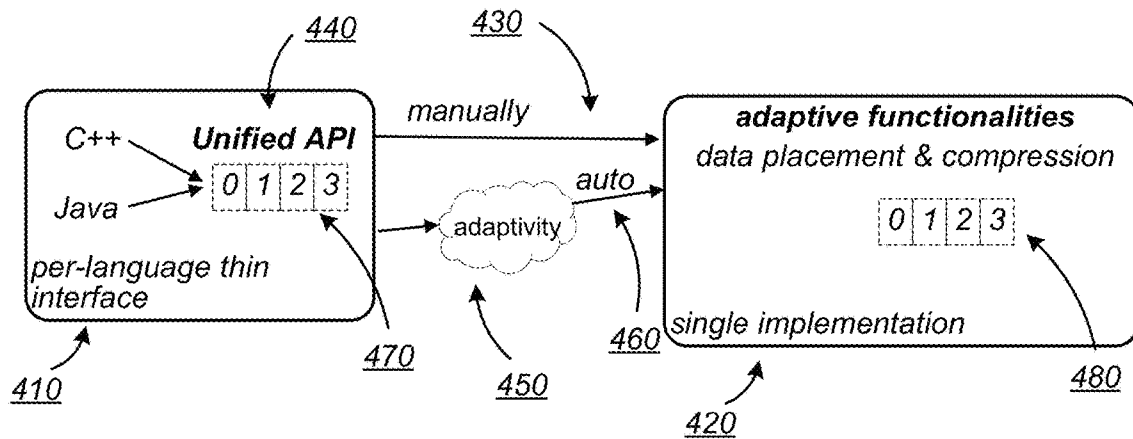 440
430
C++
Unified API
manually
adaptive functionalities
data placement & compression
0 1 2 3
auto
Java
adaptivity
0 1 2 3
per-language thin
interface
single implementation
410
470
450
460
420
480